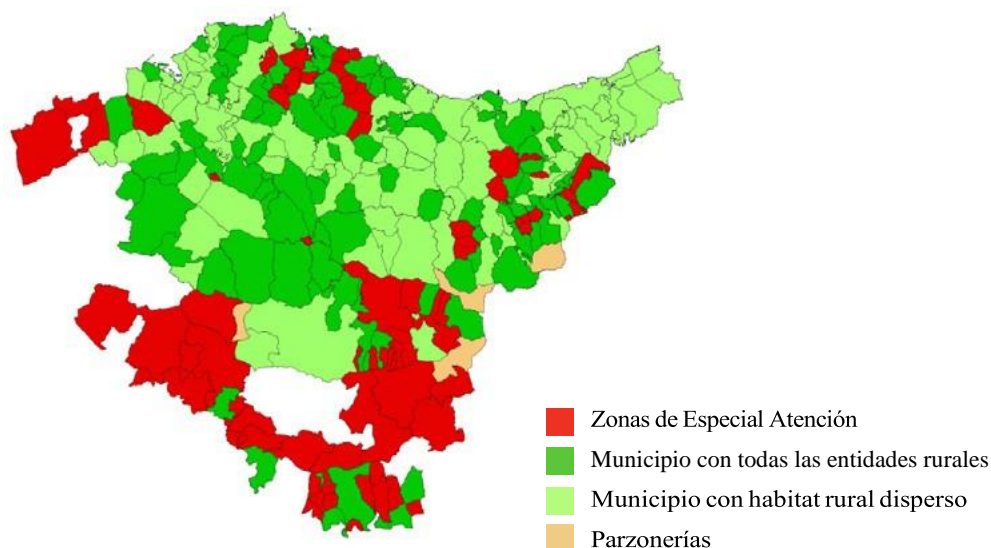 Zonas de Especial Atención
Municipio con todas las entidades rurales
Municipio con habitat rural disperso
Parzonerías